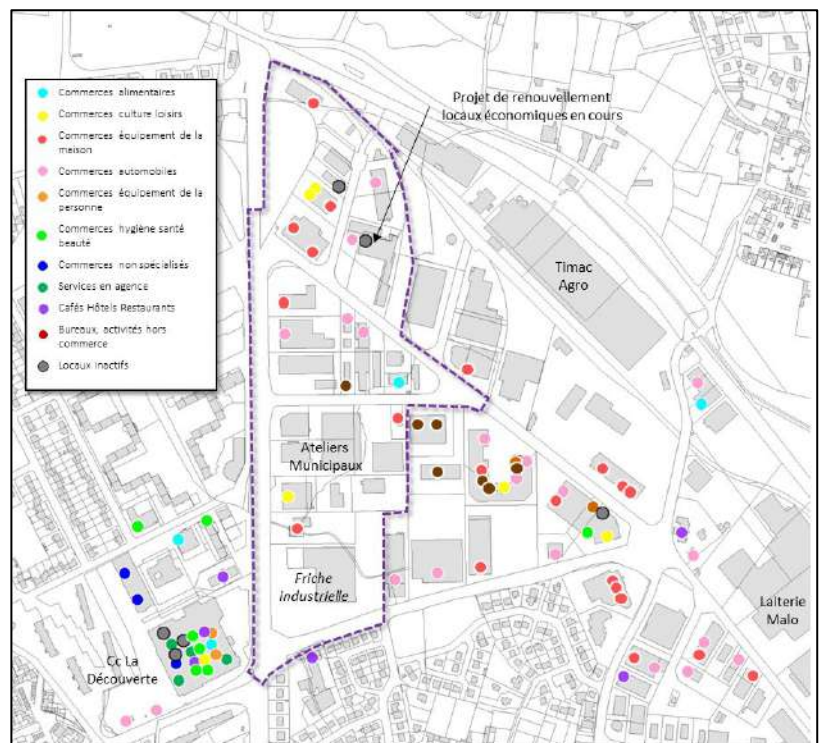 Commerces alimentaires
Commerces culture loisirs
Commerces équipement de la
maison
Commerces automobiles
Commerces équipement de la
personne
Commerces hygiène santé
beauté
Commerces non spécialisés
Services en agence
Cafés Hôtels Restaurants
Bureaux, activités hors
commerce
Locaux inactifs
Projet de renouvellement
locaux économiques en cours
Timac
Agro
Ateliers
Municipaux
Friche
industrielle
Laiterie
Malo
Cc La
Découverte